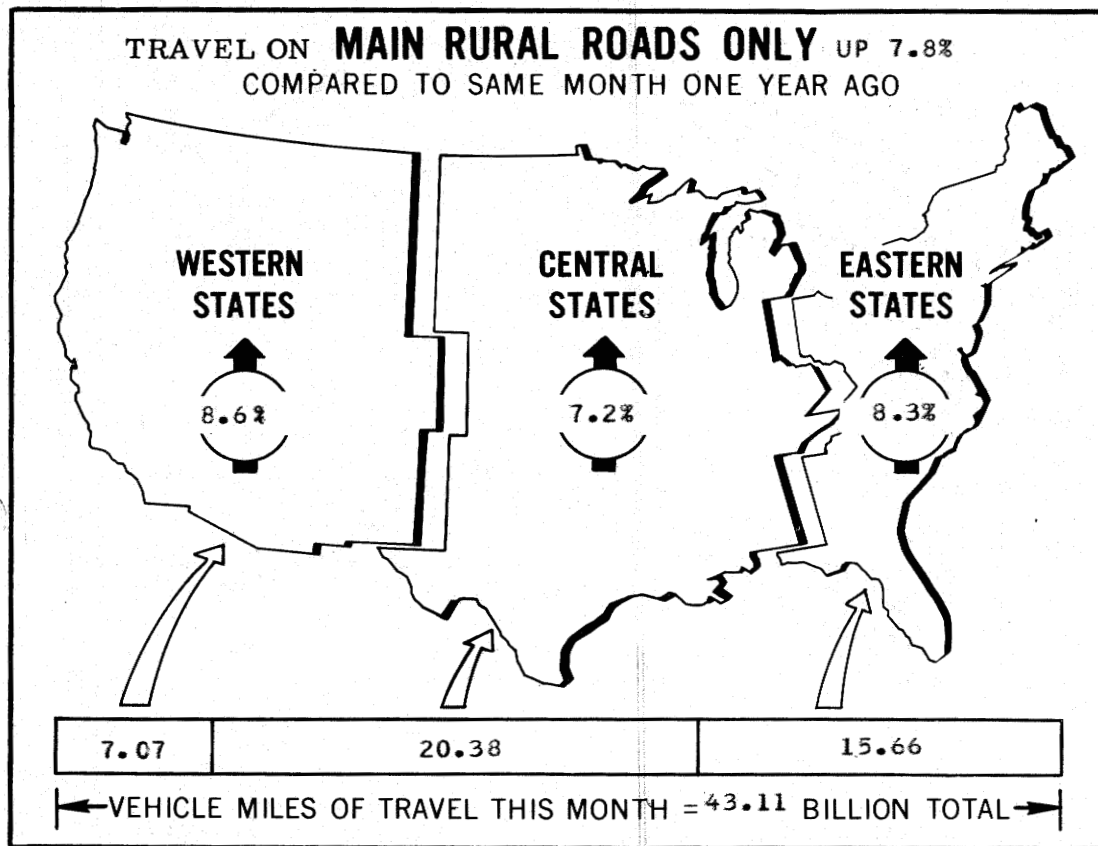 TRAVEL ON MAIN RURAL ROADS ONLY UP 7.8%
COMPARED TO SAME MONTH ONE YEAR AGO
WESTERN
STATES
8.6%
CENTRAL
STATES
7.2%
EASTERN
STATES
8.3%
7.07 20.38 15.66
VEHICLE MILES OF TRAVEL THIS MONTH = 43.11 BILLION TOTAL